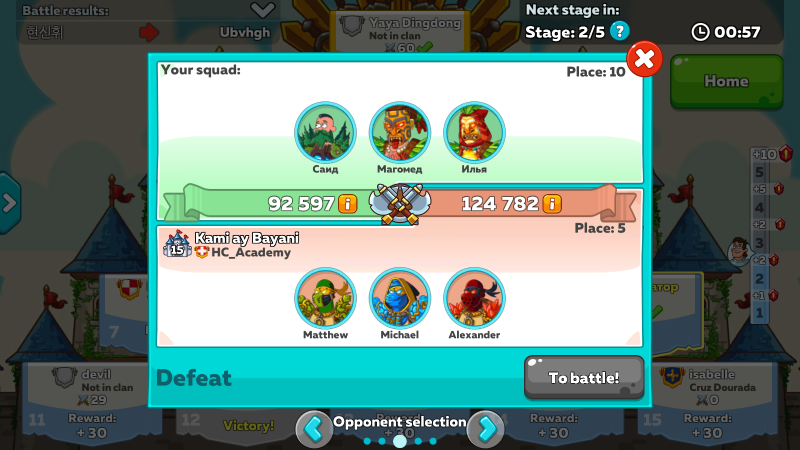 Battle results:
현신휘
Ubvhgh
Yaya Dingdong
Not in clan
60
Next stage in:
Stage: 2/5 ?
00:57
Home
Your squad:
Place: 10
Саид
Магомед
Илья
92 597 i
124 782 i
Place: 5
15
Kami ay Bayani
HC_Academy
Matthew
Michael
Alexander
Defeat
To battle!
+10
5
+5
4
+2
3
+2
2
+1
1
7
devil
Not in clan
29
11
Reward:
+ 30
12
Victory!
Opponent selection
+ 30
Reward:
+ 30
isabelle
Cruz Dourada
0
15
Reward:
+ 30